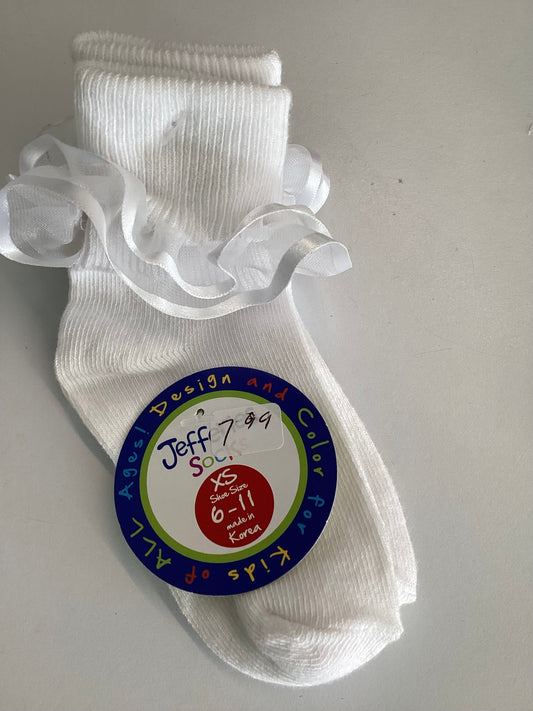 Design and Color for Kids of ALL Ages!
Jeff
7.99
Socks
XS
Shoe Size
6-11
made in
Korea